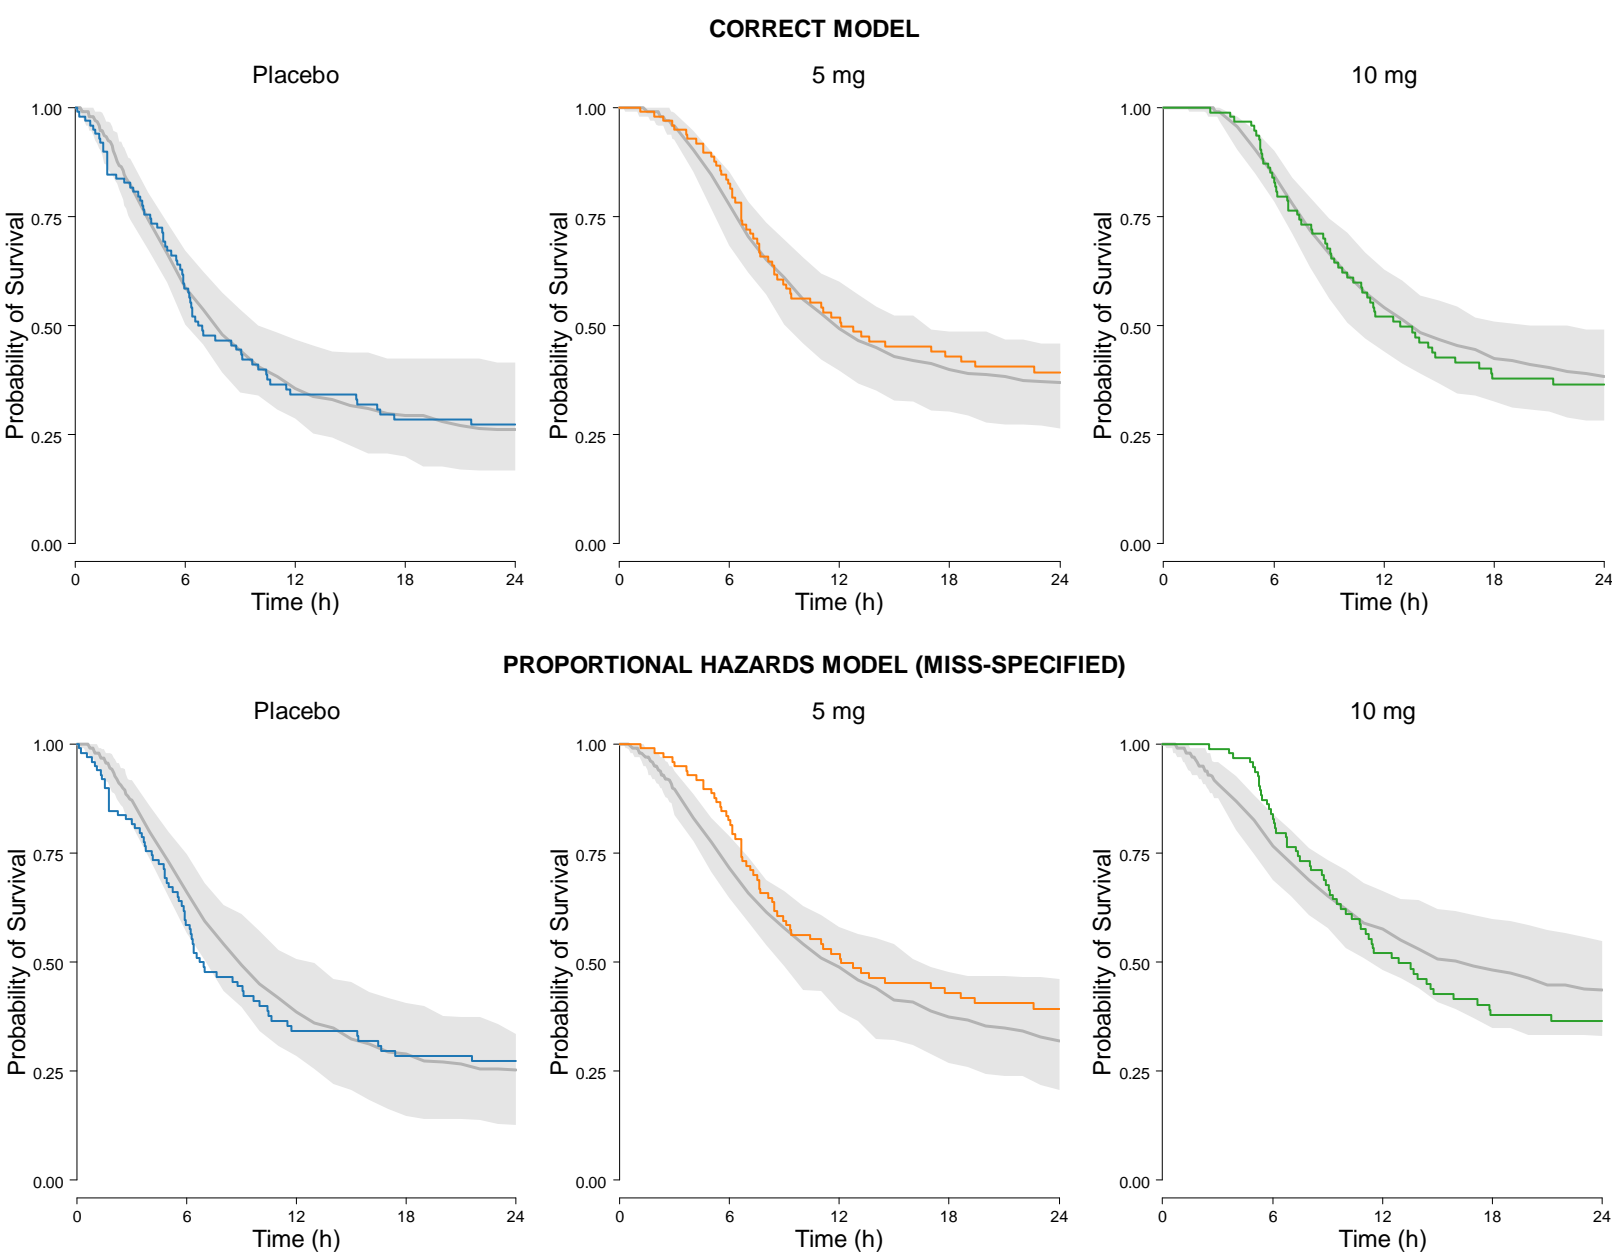 CORRECT MODEL
Placebo
5 mg
10 mg
Probability of Survival
1.00
0.75
0.50
0.25
0.00
0 6 12 18 24
Time (h)
Probability of Survival
1.00
0.75
0.50
0.25
0.00
0 6 12 18 24
Time (h)
Probability of Survival
1.00
0.75
0.50
0.25
0.00
0 6 12 18 24
Time (h)
PROPORTIONAL HAZARDS MODEL (MISS-SPECIFIED)
Placebo
5 mg
10 mg
Probability of Survival
1.00
0.75
0.50
0.25
0.00
0 6 12 18 24
Time (h)
Probability of Survival
1.00
0.75
0.50
0.25
0.00
0 6 12 18 24
Time (h)
Probability of Survival
1.00
0.75
0.50
0.25
0.00
0 6 12 18 24
Time (h)